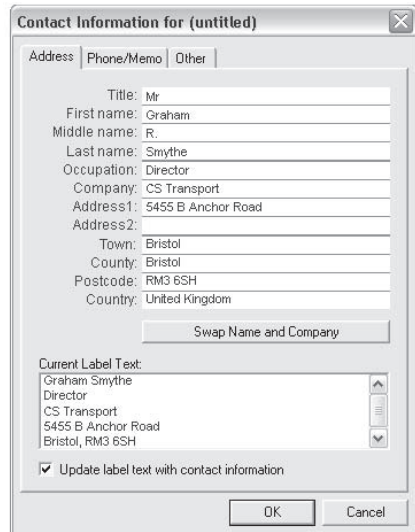 Contact Information for (untitled)
Address Phone/Memo Other
Title: Mr
First name: Graham
Middle name: R.
Last name: Smythe
Occupation: Director
Company: CS Transport
Address1: 5455 B Anchor Road
Address2:
Town: Bristol
County: Bristol
Postcode: RM3 6SH
Country: United Kingdom
Swap Name and Company
Current Label Text:
Graham Smythe
Director
CS Transport
5455 B Anchor Road
Bristol, RM3 6SH
Update label text with contact information
OK Cancel